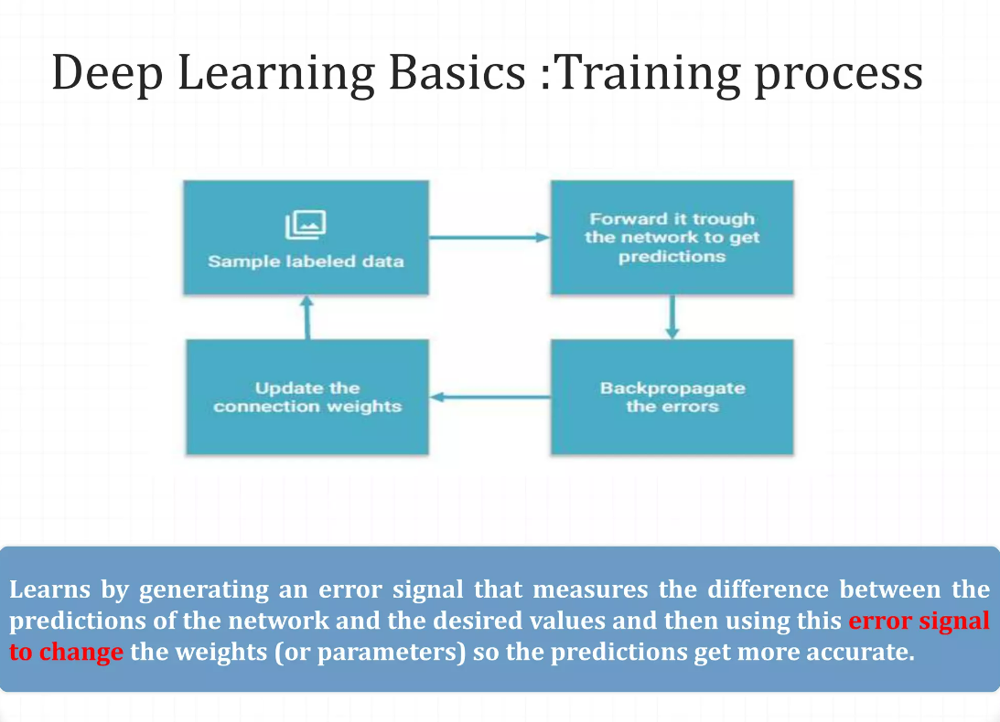 Deep Learning Basics :Training process
Sample labeled data
Forward it trough
the network to get
predictions
Update the
connection weights
Backpropagate
the errors
Learns by generating an error signal that measures the difference between the
predictions of the network and the desired values and then using this error signal
to change the weights (or parameters) so the predictions get more accurate.